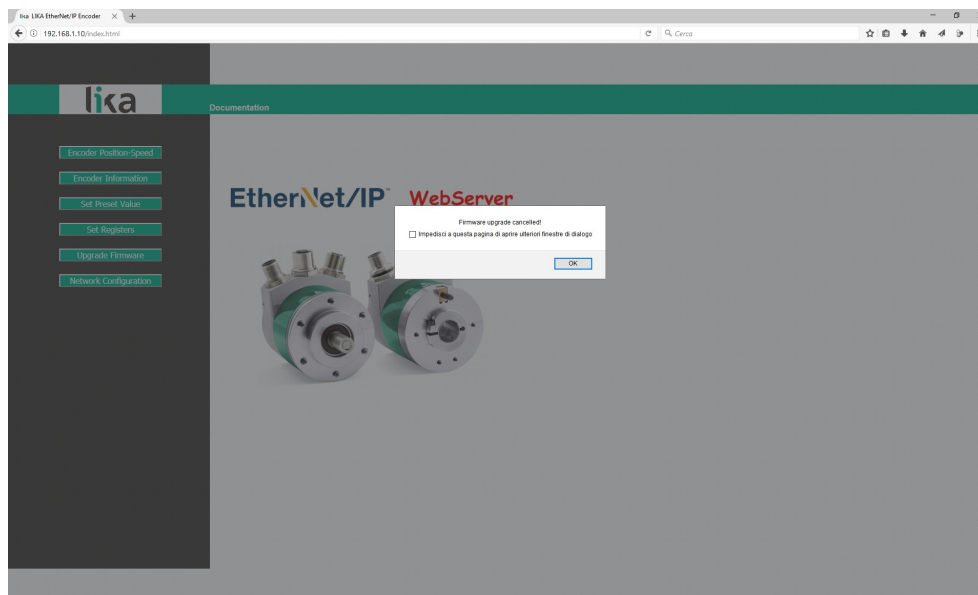 lika LIKA EtherNet/IP Encoder
192.168.1.10/index.html
Cerca
lika
Documentation
Encoder Position-Speed
Encoder Information
Set Preset Value
Set Registers
Upgrade Firmware
Network Configuration
EtherNet/IP™ WebServer
Firmware upgrade cancelled!
Impedisci a questa pagina di aprire ulteriori finestre di dialogo
OK